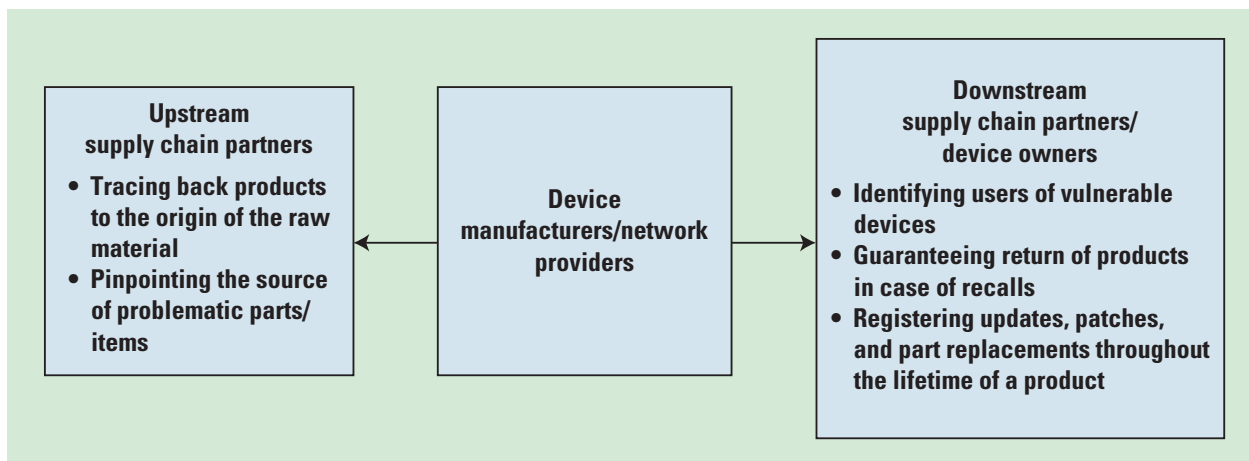 Upstream
supply chain partners
• Tracing back products
to the origin of the raw
material
• Pinpointing the source
of problematic parts/
items
Device
manufacturers/network
providers
Downstream
supply chain partners/
device owners
• Identifying users of vulnerable
devices
• Guaranteeing return of products
in case of recalls
• Registering updates, patches,
and part replacements throughout
the lifetime of a product